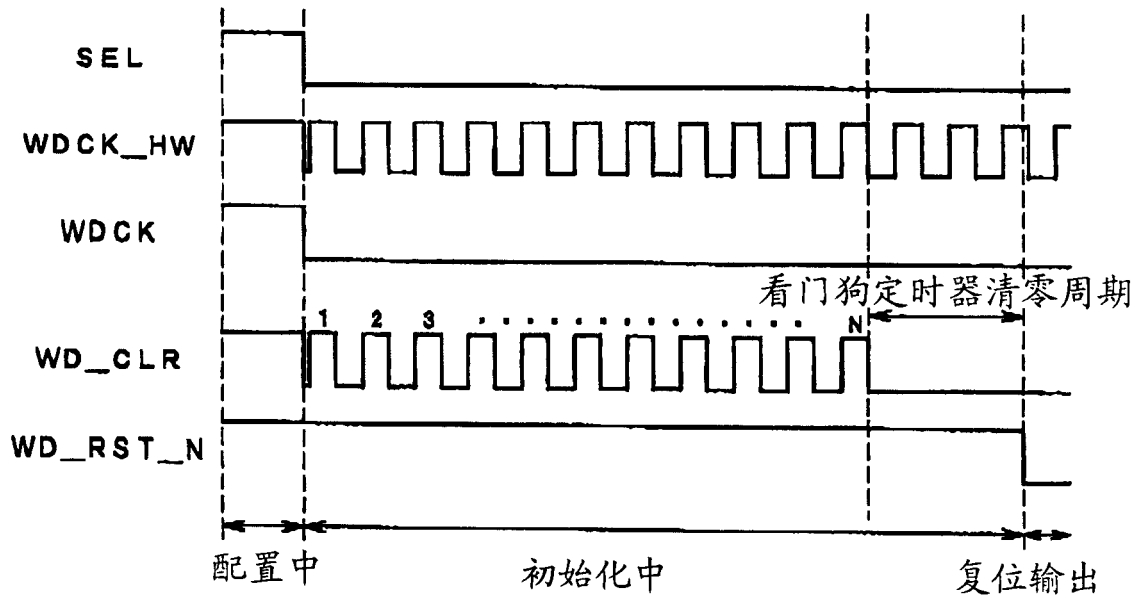 SEL
WDCK_HW
WDCK
看门狗定时器清零周期
1 2 3 N
WD_CLR
WD_RST_N
配置中 初始化中 复位输出